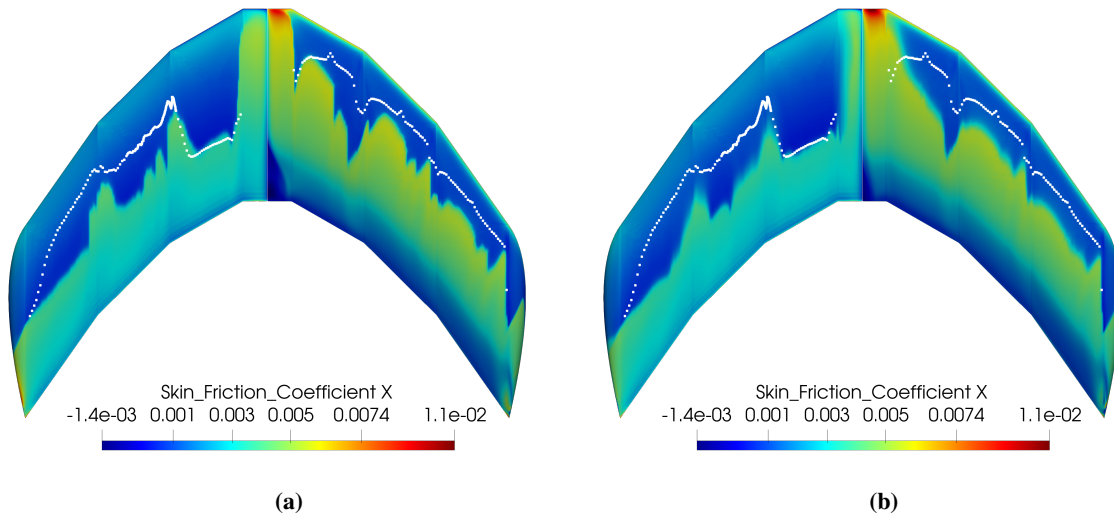 Skin_Friction_Coefficient X
-1.4e-03 0.001 0.003 0.005 0.0074 1.1e-02
(a)
Skin_Friction_Coefficient X
-1.4e-03 0.001 0.003 0.005 0.0074 1.1e-02
(b)